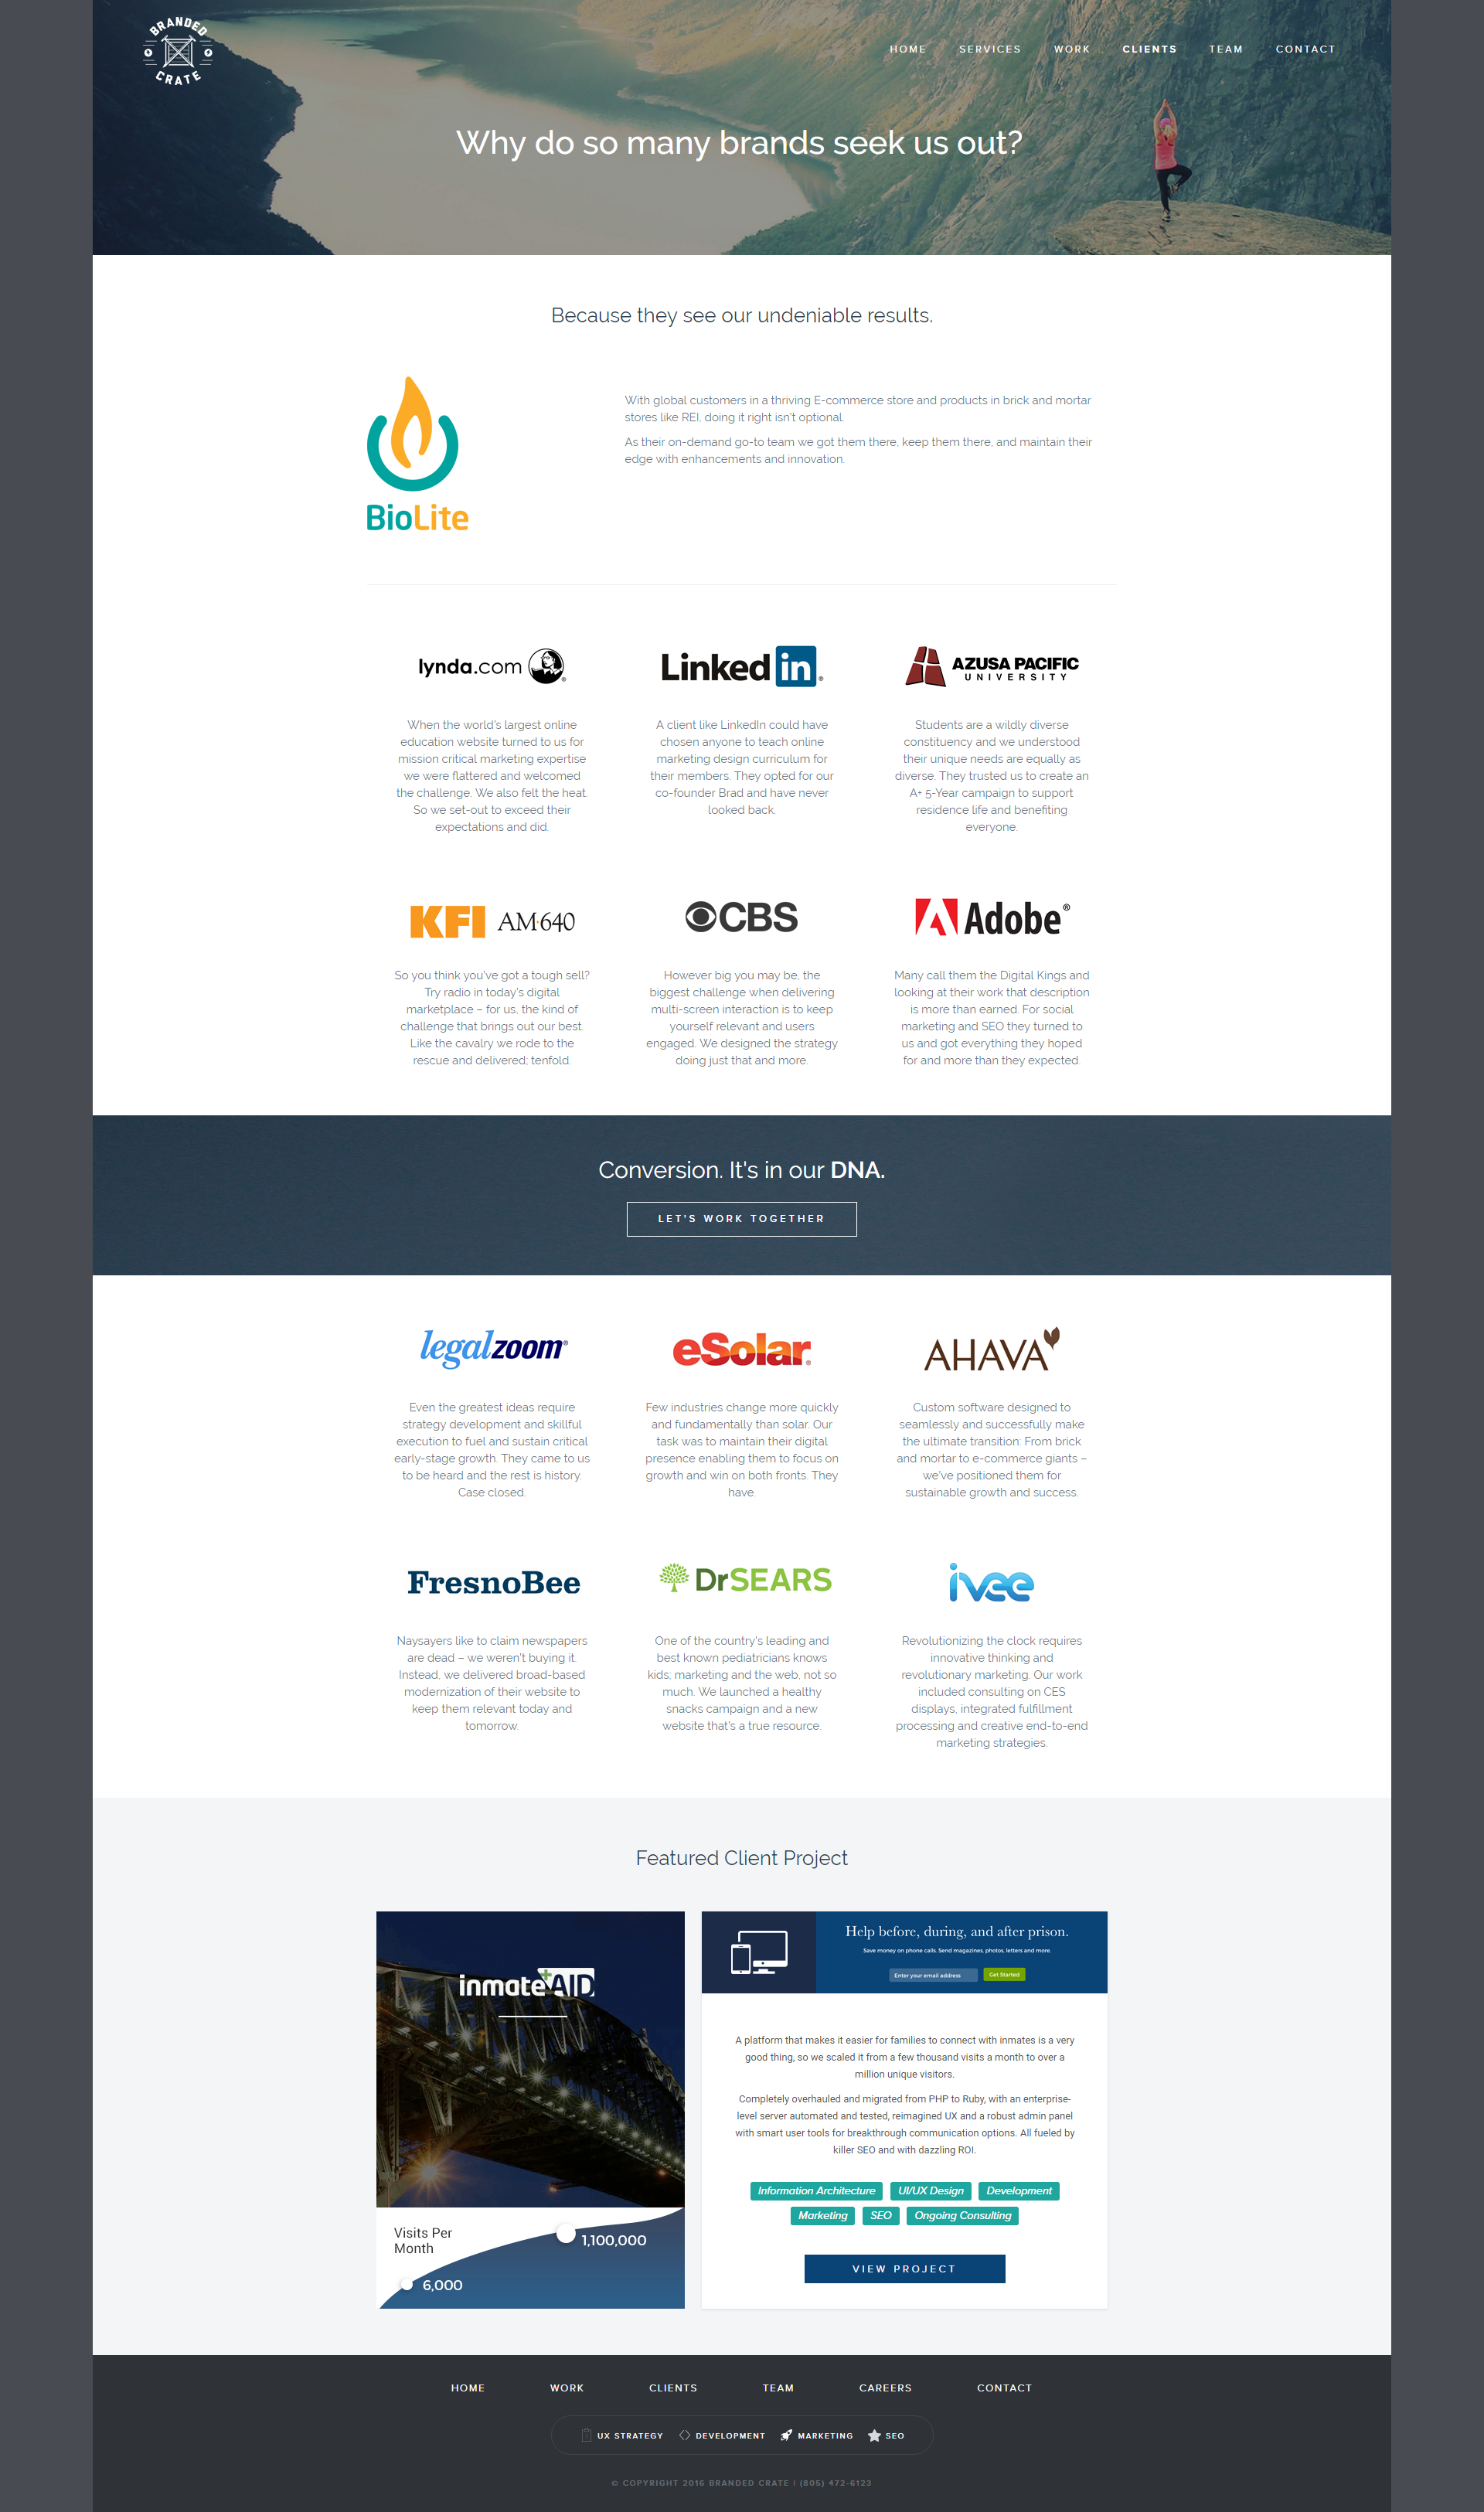 BRANDED
CRATE
HOME SERVICES WORK CLIENTS TEAM CONTACT
Why do so many brands seek us out?
Because they see our undeniable results.
BioLite
With global customers in a thriving E-commerce store and products in brick and mortar
stores like REI, doing it right isn't optional.
As their on-demand go-to team we got them there, keep them there, and maintain their
edge with enhancements and innovation.
lynda.com®
When the world's largest online
education website turned to us for
mission critical marketing expertise
we were flattered and welcomed
the challenge. We also felt the heat.
So we set-out to exceed their
expectations and did.
Linked in®
A client like LinkedIn could have
chosen anyone to teach online
marketing design curriculum for
their members. They opted for our
co-founder Brad and have never
looked back.
AZUSA PACIFIC
UNIVERSITY
Students are a wildly diverse
constituency and we understood
their unique needs are equally as
diverse. They trusted us to create an
A+ 5-Year campaign to support
residence life and benefiting
everyone.
KFI AM·640
So you think you've got a tough sell?
Try radio in today's digital
marketplace – for us, the kind of
challenge that brings out our best.
Like the cavalry we rode to the
rescue and delivered; tenfold.
CBS
However big you may be, the
biggest challenge when delivering
multi-screen interaction is to keep
yourself relevant and users
engaged. We designed the strategy
doing just that and more.
Adobe®
Many call them the Digital Kings and
looking at their work that description
is more than earned. For social
marketing and SEO they turned to
us and got everything they hoped
for and more than they expected.
Conversion. It's in our DNA.
LET'S WORK TOGETHER
legalzoom®
Even the greatest ideas require
strategy development and skillful
execution to fuel and sustain critical
early-stage growth. They came to us
to be heard and the rest is history.
Case closed.
eSolar®
Few industries change more quickly
and fundamentally than solar. Our
task was to maintain their digital
presence enabling them to focus on
growth and win on both fronts. They
have.
AHAVA
Custom software designed to
seamlessly and successfully make
the ultimate transition: From brick
and mortar to e-commerce giants –
we've positioned them for
sustainable growth and success.
FresnoBee
Naysayers like to claim newspapers
are dead – we weren't buying it.
Instead, we delivered broad-based
modernization of their website to
keep them relevant today and
tomorrow.
DrSEARS
One of the country's leading and
best known pediatricians knows
kids; marketing and the web, not so
much. We launched a healthy
snacks campaign and a new
website that's a true resource.
ivee
Revolutionizing the clock requires
innovative thinking and
revolutionary marketing. Our work
included consulting on CES
displays, integrated fulfillment
processing and creative end-to-end
marketing strategies.
Featured Client Project
inmateAID
Visits Per
Month
1,100,000
6,000
Help before, during, and after prison.
Save money on phone calls. Send magazines, photos, letters and more.
Enter your email address Get Started
A platform that makes it easier for families to connect with inmates is a very
good thing, so we scaled it from a few thousand visits a month to over a
million unique visitors.
Completely overhauled and migrated from PHP to Ruby, with an enterprise-
level server automated and tested, reimagined UX and a robust admin panel
with smart user tools for breakthrough communication options. All fueled by
killer SEO and with dazzling ROI.
Information Architecture UI/UX Design Development
Marketing SEO Ongoing Consulting
VIEW PROJECT
HOME WORK CLIENTS TEAM CAREERS CONTACT
UX STRATEGY DEVELOPMENT MARKETING SEO
© COPYRIGHT 2016 BRANDED CRATE | (805) 472-6123